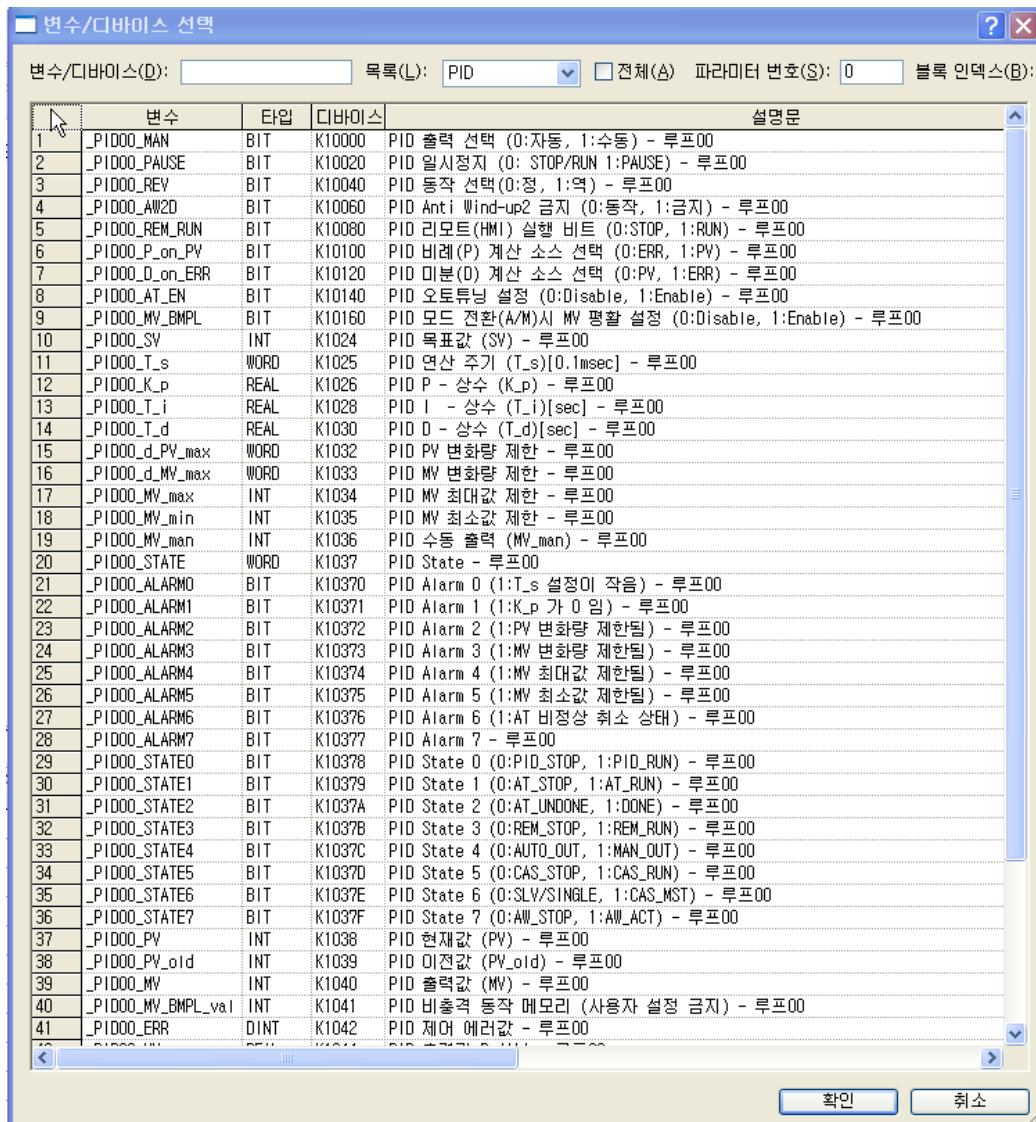 변수/디바이스 선택
변수/디바이스(D): 목록(L): PID 전체(A) 파라미터 번호(S): 0 블록 인덱스(B):
변수 타입 디바이스 설명문
1 _PID00_MAN BIT K10000 PID 출력 선택 (0:자동, 1:수동) - 루프00
2 _PID00_PAUSE BIT K10020 PID 일시정지 (0: STOP/RUN 1:PAUSE) - 루프00
3 _PID00_REV BIT K10040 PID 동작 선택(0:정, 1:역) - 루프00
4 _PID00_AW2D BIT K10060 PID Anti Wind-up2 금지 (0:동작, 1:금지) - 루프00
5 _PID00_REM_RUN BIT K10080 PID 리모트(HMI) 실행 비트 (0:STOP, 1:RUN) - 루프00
6 _PID00_P_on_PV BIT K10100 PID 비례(P) 계산 소스 선택 (0:ERR, 1:PV) - 루프00
7 _PID00_D_on_ERR BIT K10120 PID 미분(D) 계산 소스 선택 (0:PV, 1:ERR) - 루프00
8 _PID00_AT_EN BIT K10140 PID 오토튜닝 설정 (0:Disable, 1:Enable) - 루프00
9 _PID00_MV_BMPL BIT K10160 PID 모드 전환(A/M)시 MV 평활 설정 (0:Disable, 1:Enable) - 루프00
10 _PID00_SV INT K1024 PID 목표값 (SV) - 루프00
11 _PID00_T_s WORD K1025 PID 연산 주기 (T_s)[0.1msec] - 루프00
12 _PID00_K_p REAL K1026 PID P - 상수 (K_p) - 루프00
13 _PID00_T_i REAL K1028 PID I - 상수 (T_i)[sec] - 루프00
14 _PID00_T_d REAL K1030 PID D - 상수 (T_d)[sec] - 루프00
15 _PID00_d_PV_max WORD K1032 PID PV 변화량 제한 - 루프00
16 _PID00_d_MV_max WORD K1033 PID MV 변화량 제한 - 루프00
17 _PID00_MV_max INT K1034 PID MV 최대값 제한 - 루프00
18 _PID00_MV_min INT K1035 PID MV 최소값 제한 - 루프00
19 _PID00_MV_man INT K1036 PID 수동 출력 (MV_man) - 루프00
20 _PID00_STATE WORD K1037 PID State - 루프00
21 _PID00_ALARM0 BIT K10370 PID Alarm 0 (1:T_s 설정이 작음) - 루프00
22 _PID00_ALARM1 BIT K10371 PID Alarm 1 (1:K_p 가 0 임) - 루프00
23 _PID00_ALARM2 BIT K10372 PID Alarm 2 (1:PV 변화량 제한됨) - 루프00
24 _PID00_ALARM3 BIT K10373 PID Alarm 3 (1:MV 변화량 제한됨) - 루프00
25 _PID00_ALARM4 BIT K10374 PID Alarm 4 (1:MV 최대값 제한됨) - 루프00
26 _PID00_ALARM5 BIT K10375 PID Alarm 5 (1:MV 최소값 제한됨) - 루프00
27 _PID00_ALARM6 BIT K10376 PID Alarm 6 (1:AT 비정상 취소 상태) - 루프00
28 _PID00_ALARM7 BIT K10377 PID Alarm 7 - 루프00
29 _PID00_STATE0 BIT K10378 PID State 0 (0:PID_STOP, 1:PID_RUN) - 루프00
30 _PID00_STATE1 BIT K10379 PID State 1 (0:AT_STOP, 1:AT_RUN) - 루프00
31 _PID00_STATE2 BIT K1037A PID State 2 (0:AT_UNDONE, 1:DONE) - 루프00
32 _PID00_STATE3 BIT K1037B PID State 3 (0:REM_STOP, 1:REM_RUN) - 루프00
33 _PID00_STATE4 BIT K1037C PID State 4 (0:AUTO_OUT, 1:MAN_OUT) - 루프00
34 _PID00_STATE5 BIT K1037D PID State 5 (0:CAS_STOP, 1:CAS_RUN) - 루프00
35 _PID00_STATE6 BIT K1037E PID State 6 (0:SLV/SINGLE, 1:CAS_MST) - 루프00
36 _PID00_STATE7 BIT K1037F PID State 7 (0:AW_STOP, 1:AW_ACT) - 루프00
37 _PID00_PV INT K1038 PID 현재값 (PV) - 루프00
38 _PID00_PV_old INT K1039 PID 이전값 (PV_old) - 루프00
39 _PID00_MV INT K1040 PID 출력값 (MV) - 루프00
40 _PID00_MV_BMPL_val INT K1041 PID 비충격 동작 메모리 (사용자 설정 금지) - 루프00
41 _PID00_ERR DINT K1042 PID 제어 에러값 - 루프00
확인 취소